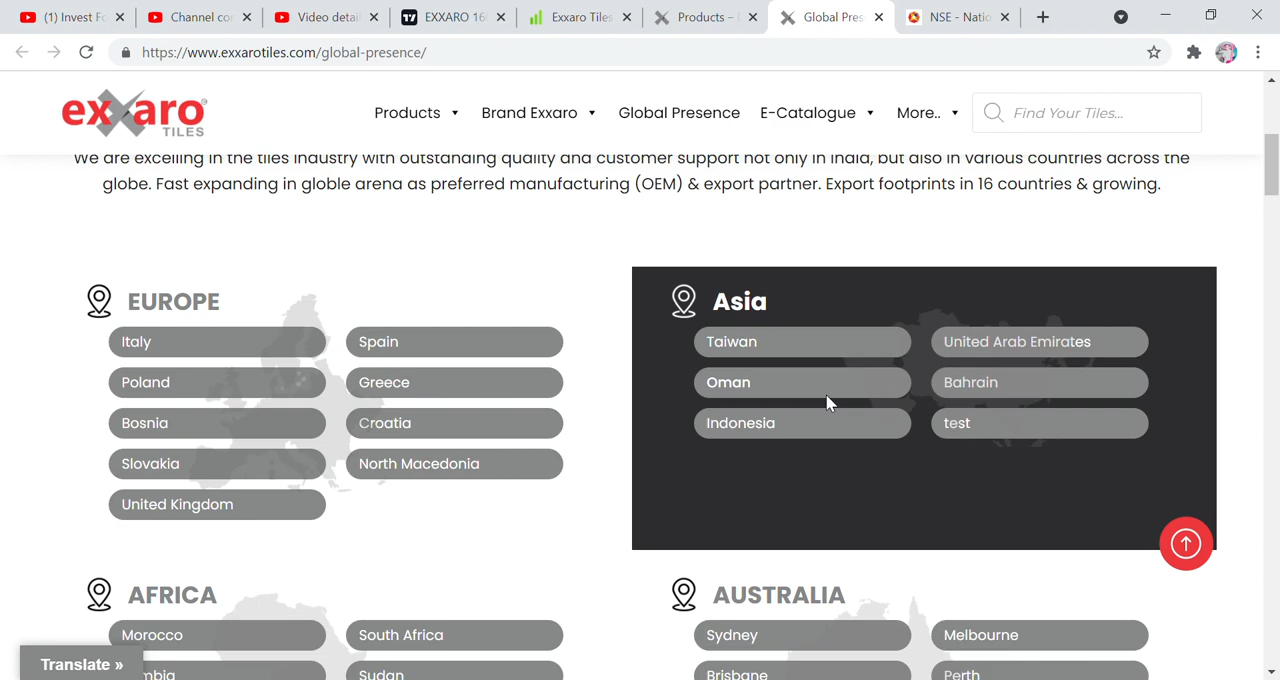 (1) Invest Fo
Channel con
Video detail
EXXARO 16
Exxaro Tiles
Products –
Global Pres
NSE - Natio
https://www.exxarotiles.com/global-presence/
exxaro
TILES
Products
Brand Exxaro
Global Presence
E-Catalogue
More..
Find Your Tiles...
We are excelling in the tiles industry with outstanding quality and customer support not only in India, but also in various countries across the
globe. Fast expanding in globle arena as preferred manufacturing (OEM) & export partner. Export footprints in 16 countries & growing.
EUROPE
Italy
Spain
Poland
Greece
Bosnia
Croatia
Slovakia
North Macedonia
United Kingdom
Asia
Taiwan
United Arab Emirates
Oman
Bahrain
Indonesia
test
AFRICA
Morocco
South Africa
mbia
Sudan
AUSTRALIA
Sydney
Melbourne
Brisbane
Perth
Translate »